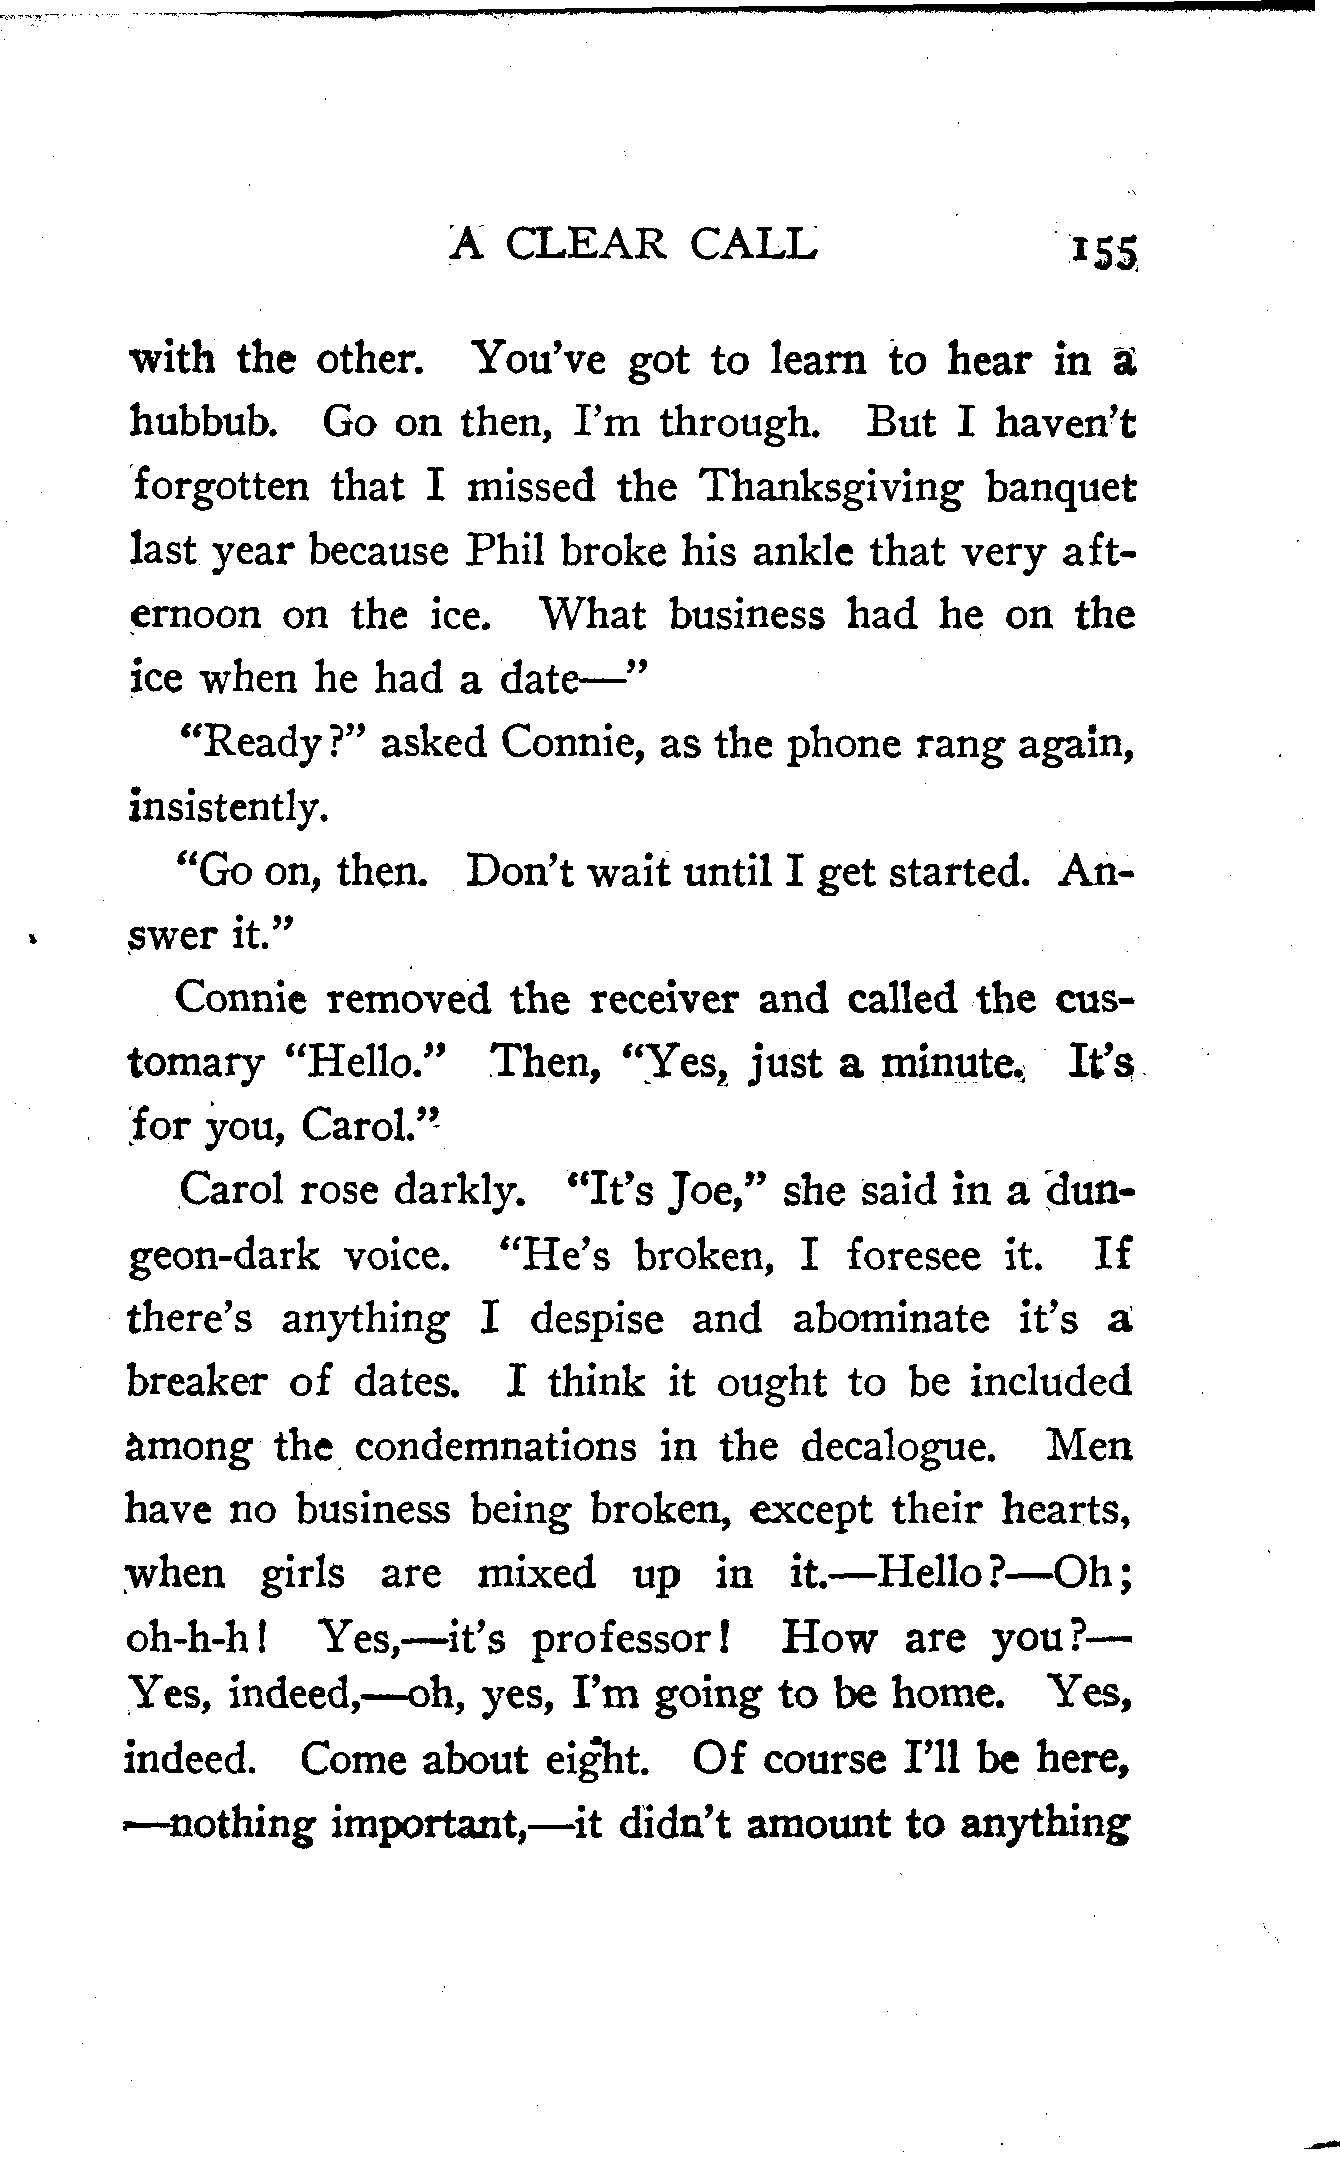 A CLEAR CALL 155
with the other. You've got to learn to hear in a
hubbub. Go on then, I'm through. But I haven't
forgotten that I missed the Thanksgiving banquet
last year because Phil broke his ankle that very aft-
ernoon on the ice. What business had he on the
ice when he had a date—"
"Ready?" asked Connie, as the phone rang again,
insistently.
"Go on, then. Don't wait until I get started. An-
swer it."
Connie removed the receiver and called the cus-
tomary "Hello." Then, "Yes, just a minute. It's
for you, Carol."
Carol rose darkly. "It's Joe," she said in a dun-
geon-dark voice. "He's broken, I foresee it. If
there's anything I despise and abominate it's a
breaker of dates. I think it ought to be included
among the condemnations in the decalogue. Men
have no business being broken, except their hearts,
when girls are mixed up in it.—Hello?—Oh;
oh-h-h! Yes,—it's professor! How are you?—
Yes, indeed,—oh, yes, I'm going to be home. Yes,
indeed. Come about eight. Of course I'll be here,
—nothing important,—it didn't amount to anything